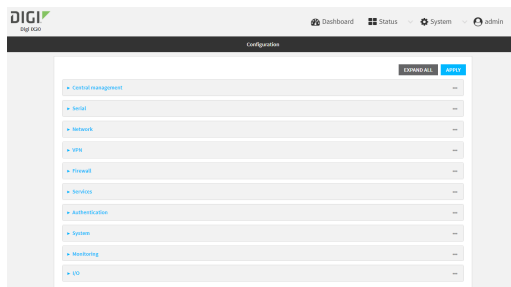 DIGI
Digi IX20
Dashboard Status System admin
Configuration
EXPAND ALL APPLY
Central management
Serial
Network
VPN
Firewall
Services
Authentication
System
Monitoring
I/O